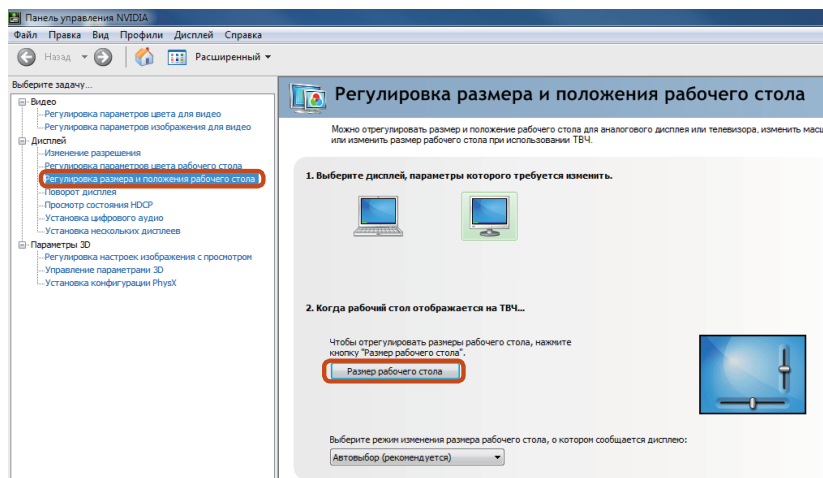 Панель управления NVIDIA
Файл Правка Вид Профили Дисплей Справка
Назад Расширенный
Выберите задачу...
Видео
Регулировка параметров цвета для видео
Регулировка параметров изображения для видео
Дисплей
Изменение разрешения
Регулировка параметров цвета рабочего стола
Регулировка размера и положения рабочего стола
Поворот дисплея
Просмотр состояния HDCP
Установка цифрового аудио
Установка нескольких дисплеев
Параметры 3D
Регулировка настроек изображения с просмотром
Управление параметрами 3D
Установка конфигурации PhysX
Регулировка размера и положения рабочего стола
Можно отрегулировать размер и положение рабочего стола для аналогового дисплея или телевизора, изменить масш
или изменить размер рабочего стола при использовании ТВЧ.
1. Выберите дисплей, параметры которого требуется изменить.
2. Когда рабочий стол отображается на ТВЧ...
Чтобы отрегулировать размеры рабочего стола, нажмите
кнопку "Размер рабочего стола".
Размер рабочего стола
Выберите режим изменения размера рабочего стола, о котором сообщается дисплею:
Автовыбор (рекомендуется)